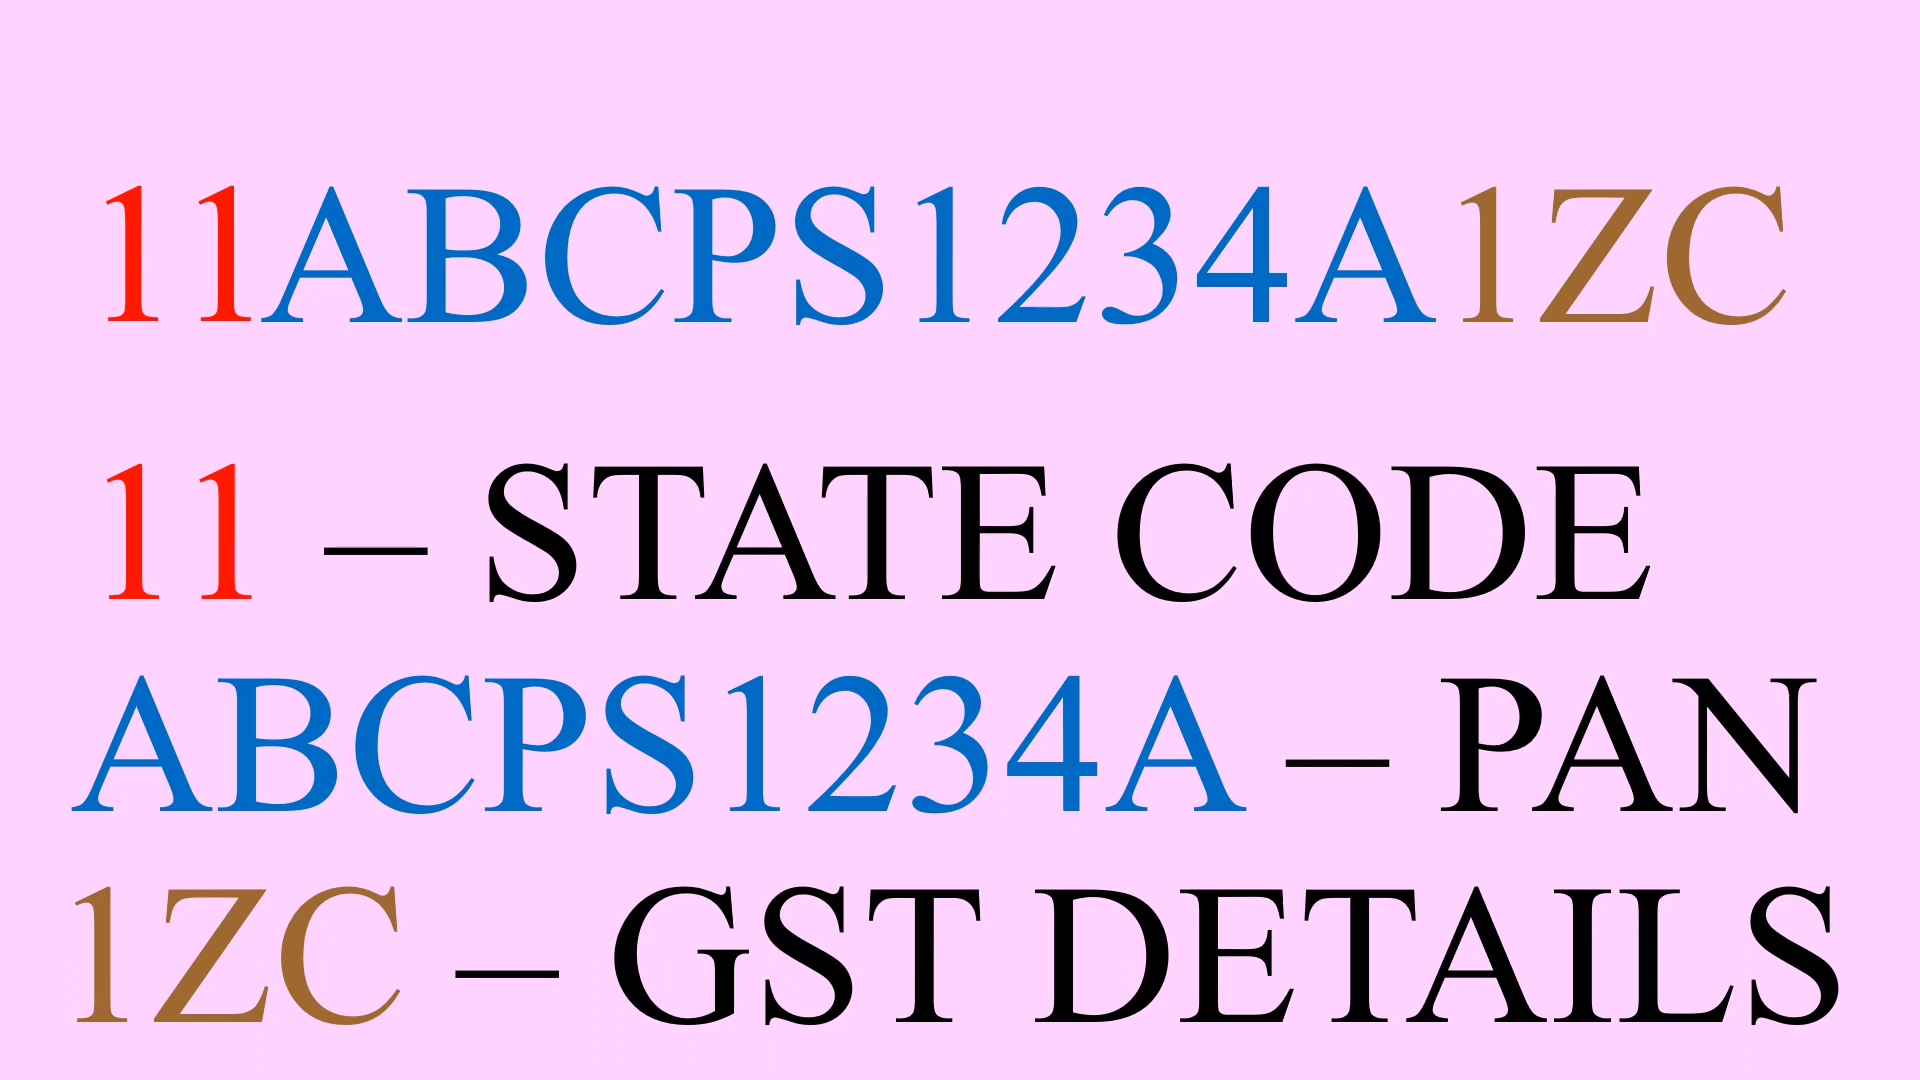 11ABCPS1234A1ZC
11 – STATE CODE
ABCPS1234A – PAN
1ZC – GST DETAILS